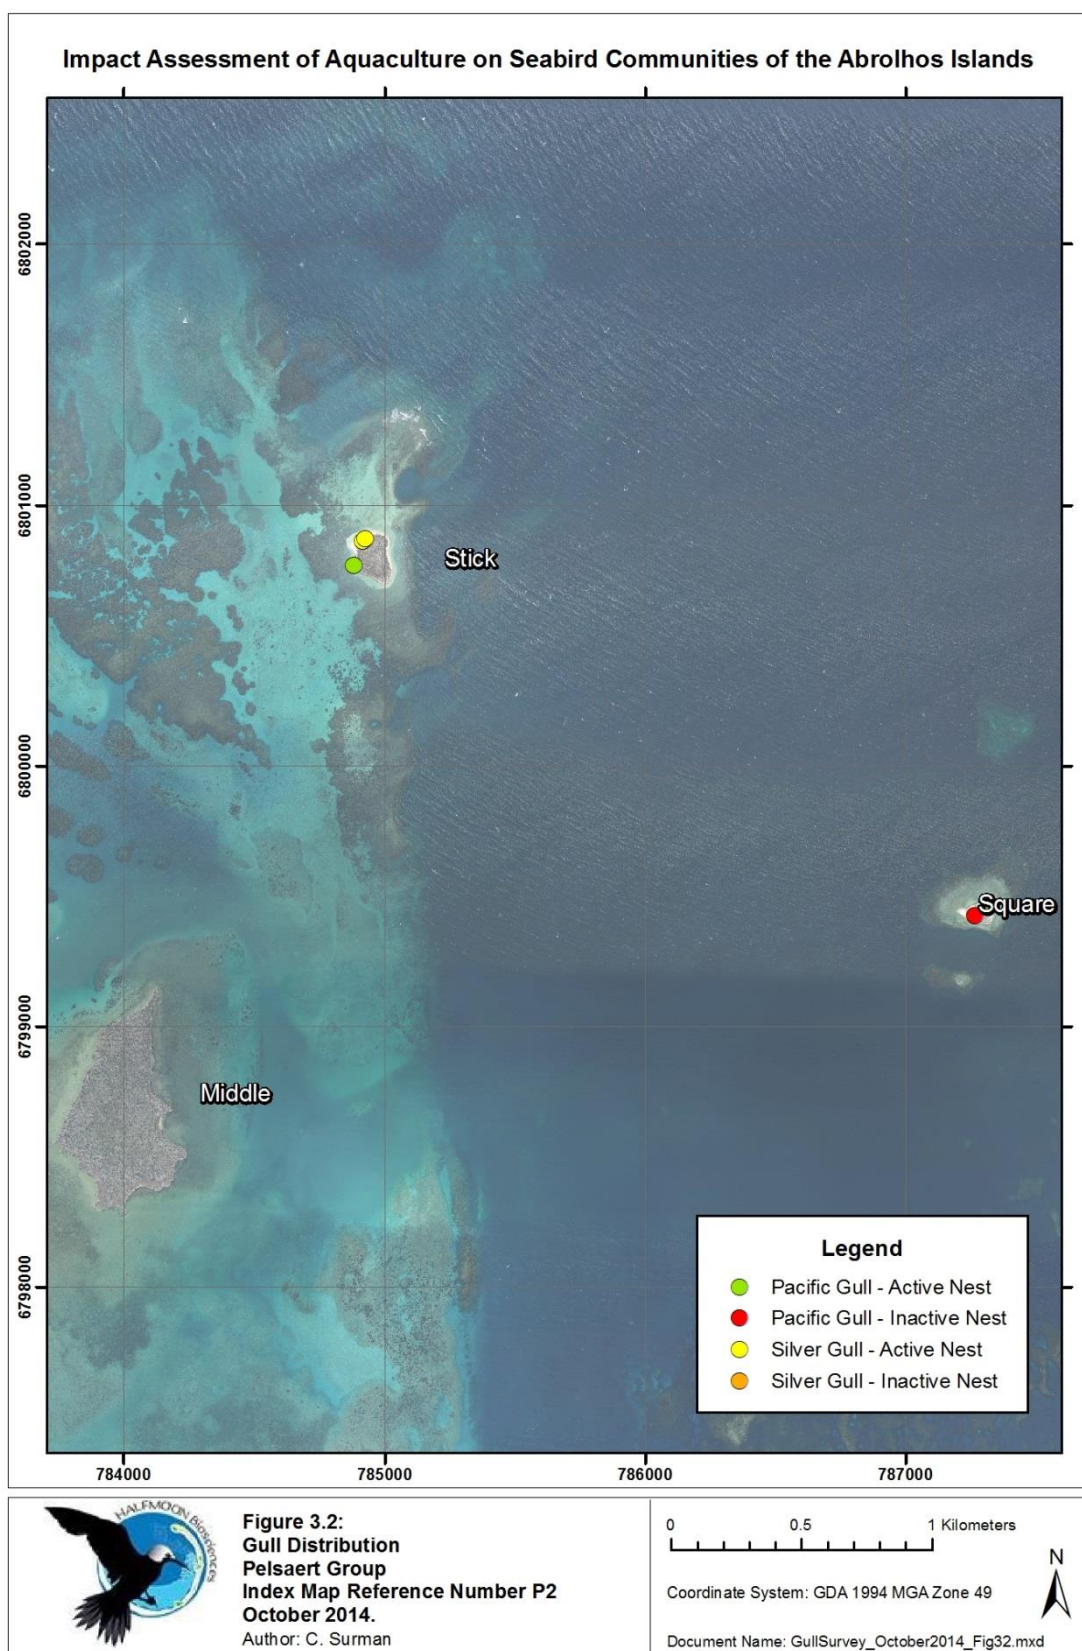 Impact Assessment of Aquaculture on Seabird Communities of the Abrolhos Islands
6802000
6801000
Stick
6800000
Square
6799000
Middle
6798000
Legend
Pacific Gull - Active Nest
Pacific Gull - Inactive Nest
Silver Gull - Active Nest
Silver Gull - Inactive Nest
784000
785000
786000
787000
HALFMOON Biosciences
Figure 3.2:
Gull Distribution
Pelsaert Group
Index Map Reference Number P2
October 2014.
Author: C. Surman
0 0.5 1 Kilometers
N
Coordinate System: GDA 1994 MGA Zone 49
Document Name: GullSurvey_October2014_Fig32.mxd